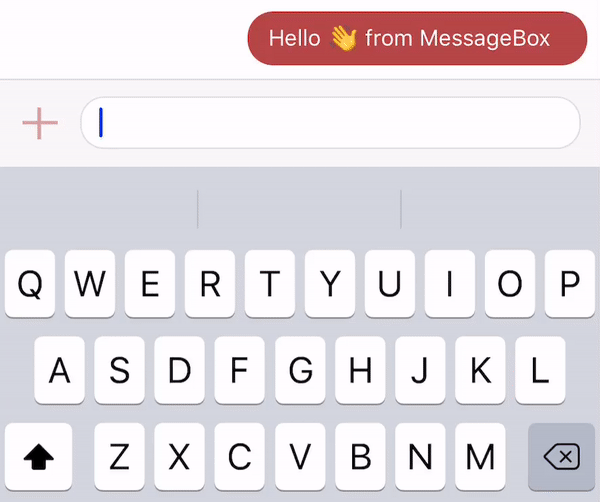 Hello 👋 from MessageBox
Q W E R T Y U I O P
A S D F G H J K L
Z X C V B N M